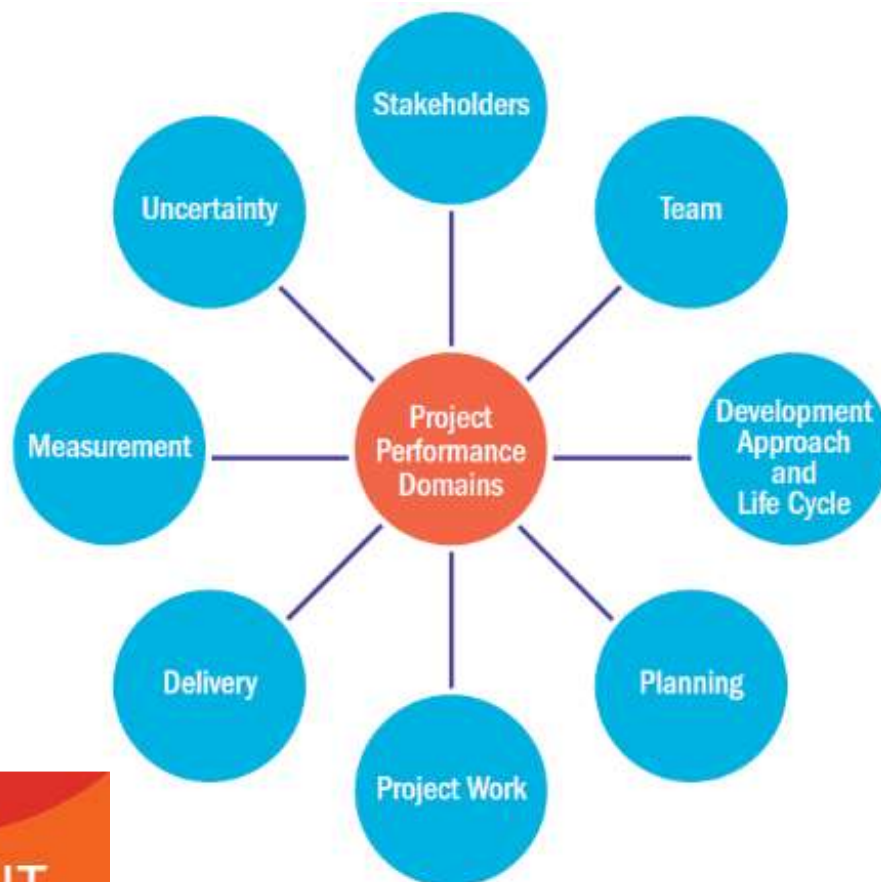 Stakeholders
Team
Development
Approach
and
Life Cycle
Planning
Project Work
Delivery
Measurement
Uncertainty
Project
Performance
Domains